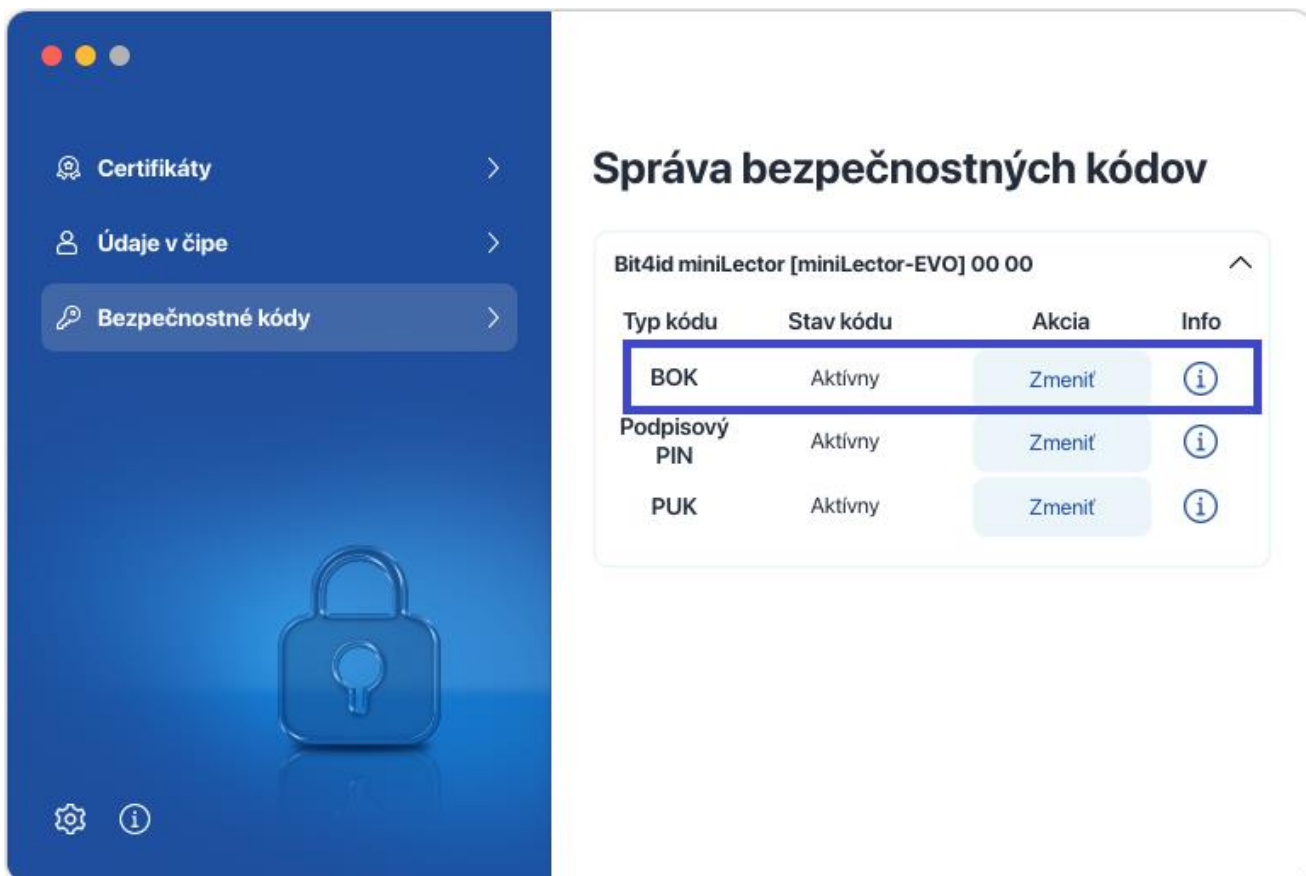 Certifikáty
Údaje v čipe
Bezpečnostné kódy
Správa bezpečnostných kódov
Bit4id miniLector [miniLector-EVO] 00 00
Typ kódu Stav kódu Akcia Info
BOK Aktívny Zmeniť
Podpisový
PIN Aktívny Zmeniť
PUK Aktívny Zmeniť